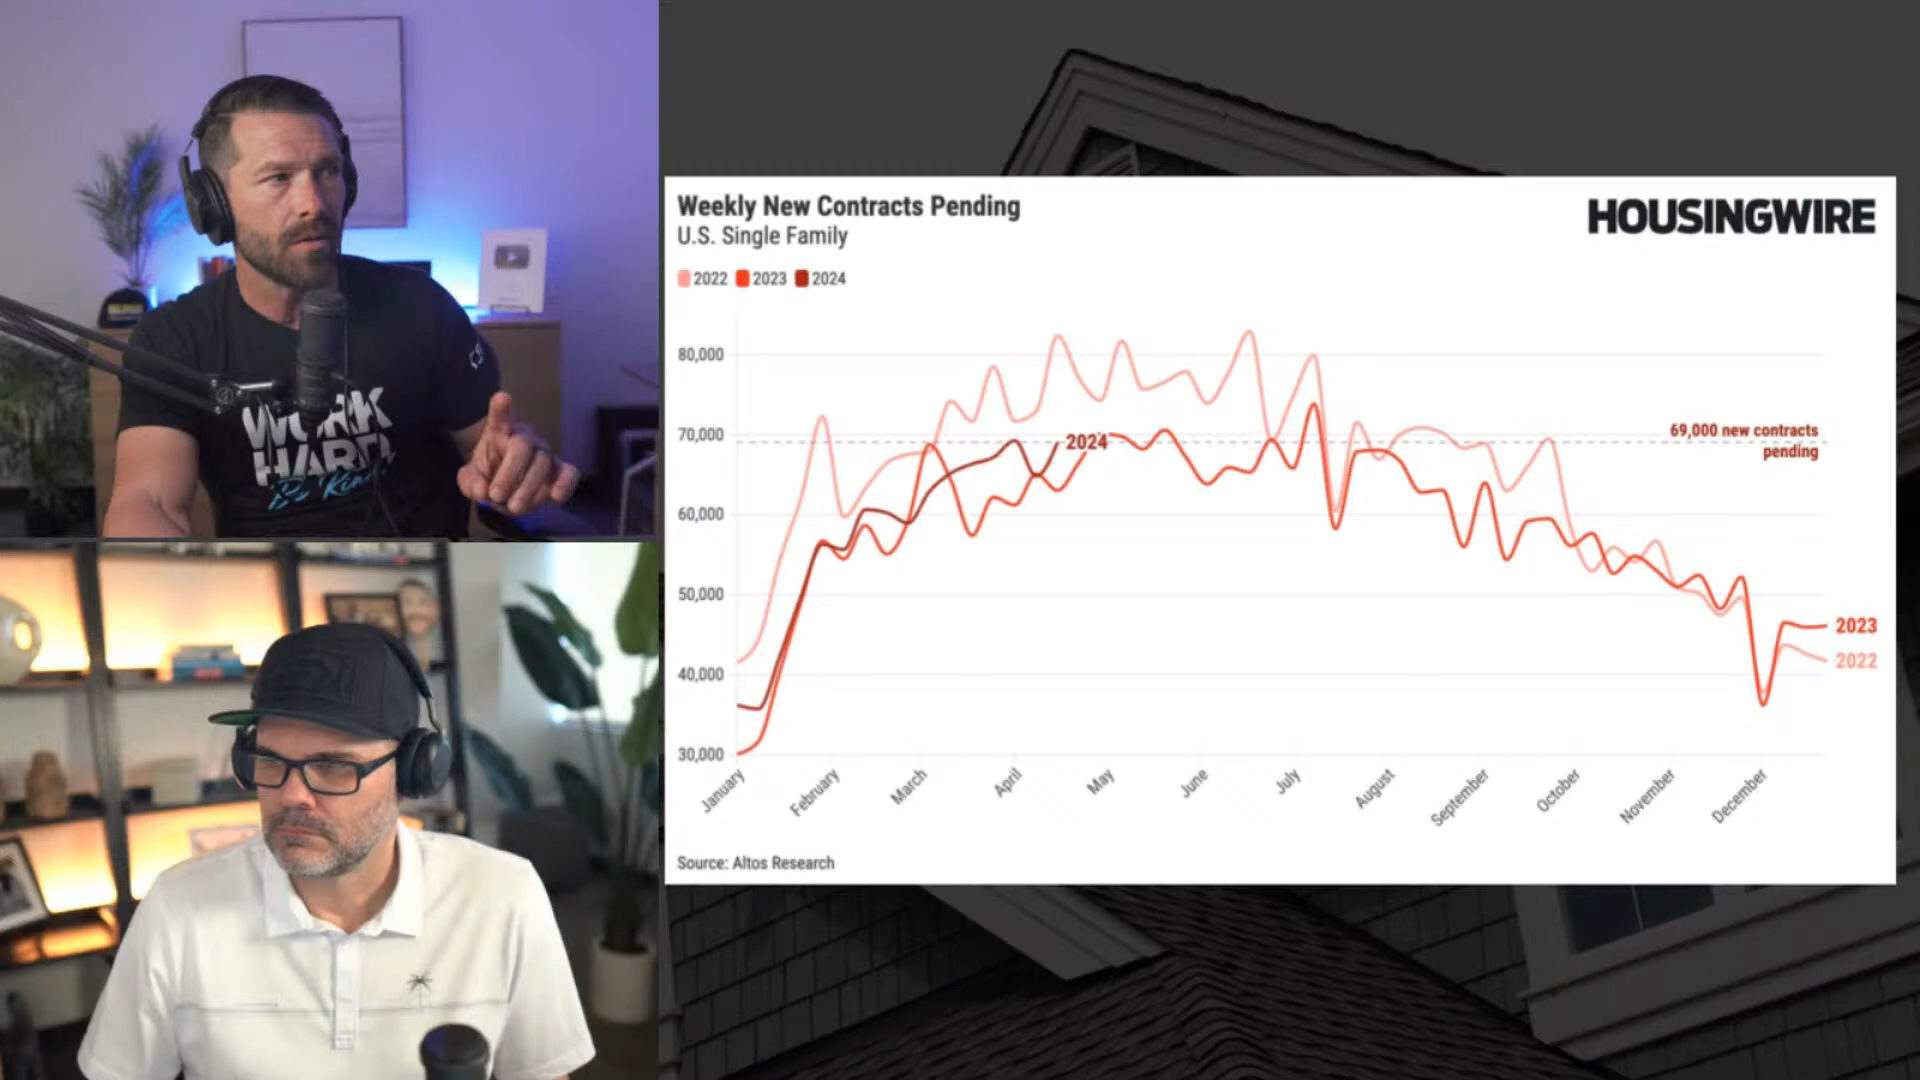 WORK
HARD
Be Kind
Weekly New Contracts Pending
HOUSINGWIRE
U.S. Single Family
2022 2023 2024
80,000
70,000
60,000
50,000
40,000
30,000
2024
69,000 new contracts
pending
2023
2022
January
February
March
April
May
June
July
August
September
October
November
December
Source: Altos Research